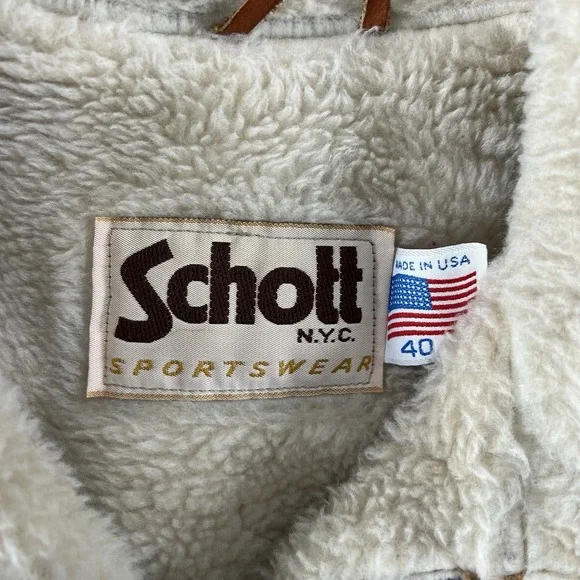 Schott
N.Y.C.
SPORTSWEAR
MADE IN USA
40